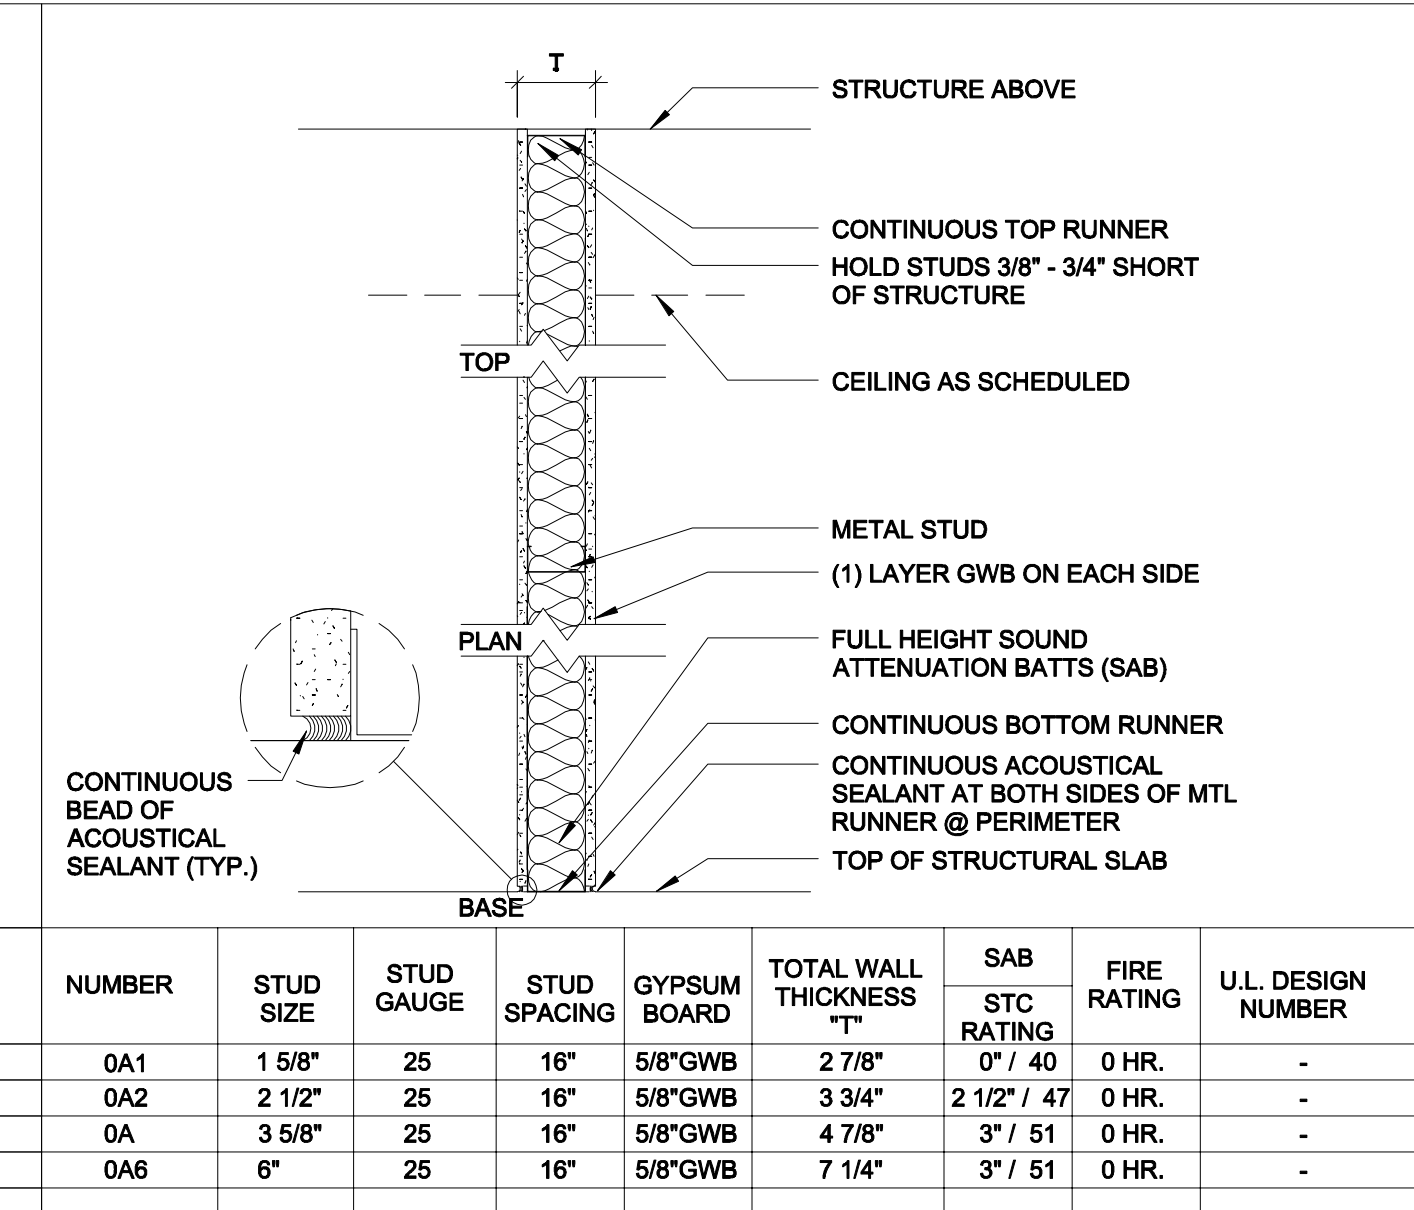 T
STRUCTURE ABOVE
CONTINUOUS TOP RUNNER
HOLD STUDS 3/8" - 3/4" SHORT
OF STRUCTURE
TOP
CEILING AS SCHEDULED
METAL STUD
(1) LAYER GWB ON EACH SIDE
PLAN
FULL HEIGHT SOUND
ATTENUATION BATTS (SAB)
CONTINUOUS BOTTOM RUNNER
CONTINUOUS ACOUSTICAL
SEALANT AT BOTH SIDES OF MTL
RUNNER @ PERIMETER
CONTINUOUS
BEAD OF
ACOUSTICAL
SEALANT (TYP.)
TOP OF STRUCTURAL SLAB
BASE
NUMBER
STUD
SIZE
STUD
GAUGE
STUD
SPACING
GYPSUM
BOARD
TOTAL WALL
THICKNESS
"T"
SAB
STC
RATING
FIRE
RATING
U.L. DESIGN
NUMBER
0A1 1 5/8" 25 16" 5/8"GWB 2 7/8" 0" / 40 0 HR. -
0A2 2 1/2" 25 16" 5/8"GWB 3 3/4" 2 1/2" / 47 0 HR. -
0A 3 5/8" 25 16" 5/8"GWB 4 7/8" 3" / 51 0 HR. -
0A6 6" 25 16" 5/8"GWB 7 1/4" 3" / 51 0 HR. -